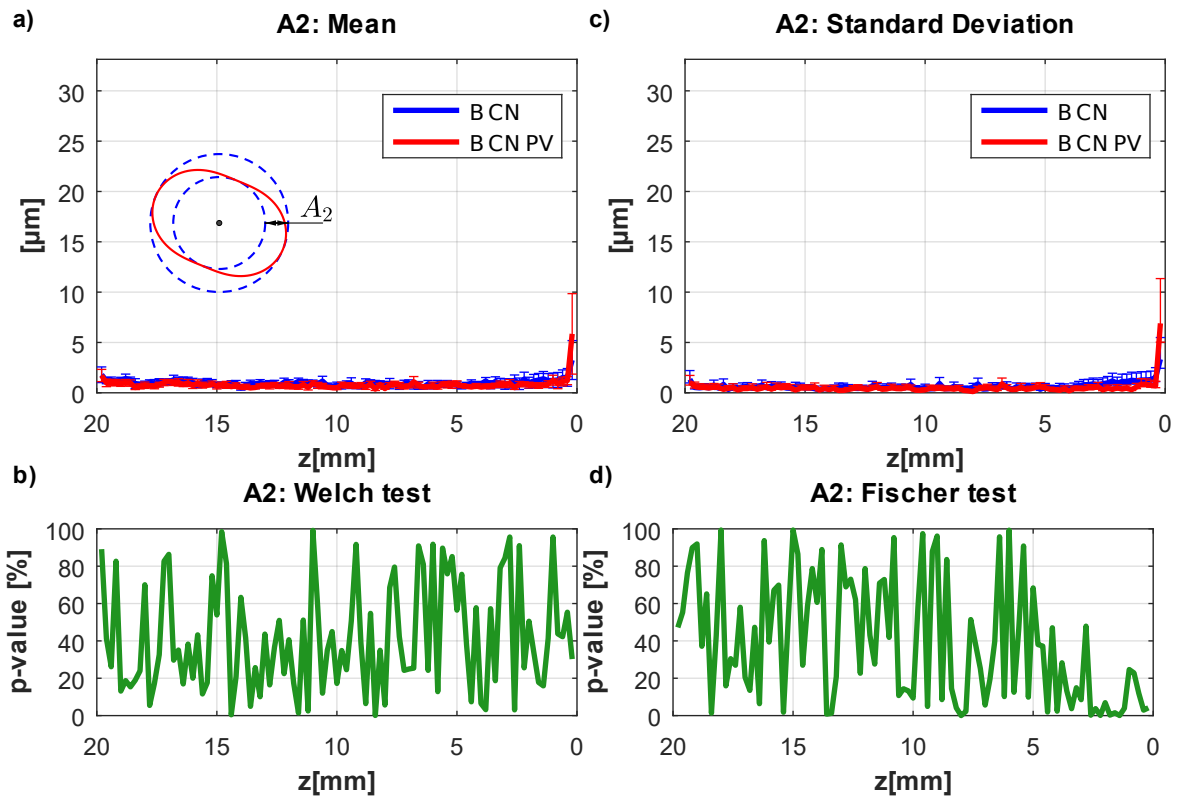 a)
A2: Mean
30
25
20
15
10
5
0
[µm]
B CN
B CN PV
A2
20
15
10
5
0
z[mm]
c)
A2: Standard Deviation
30
25
20
15
10
5
0
[µm]
B CN
B CN PV
20
15
10
5
0
z[mm]
b)
A2: Welch test
100
80
60
40
20
0
p-value [%]
20
15
10
5
0
z[mm]
d)
A2: Fischer test
100
80
60
40
20
0
p-value [%]
20
15
10
5
0
z[mm]